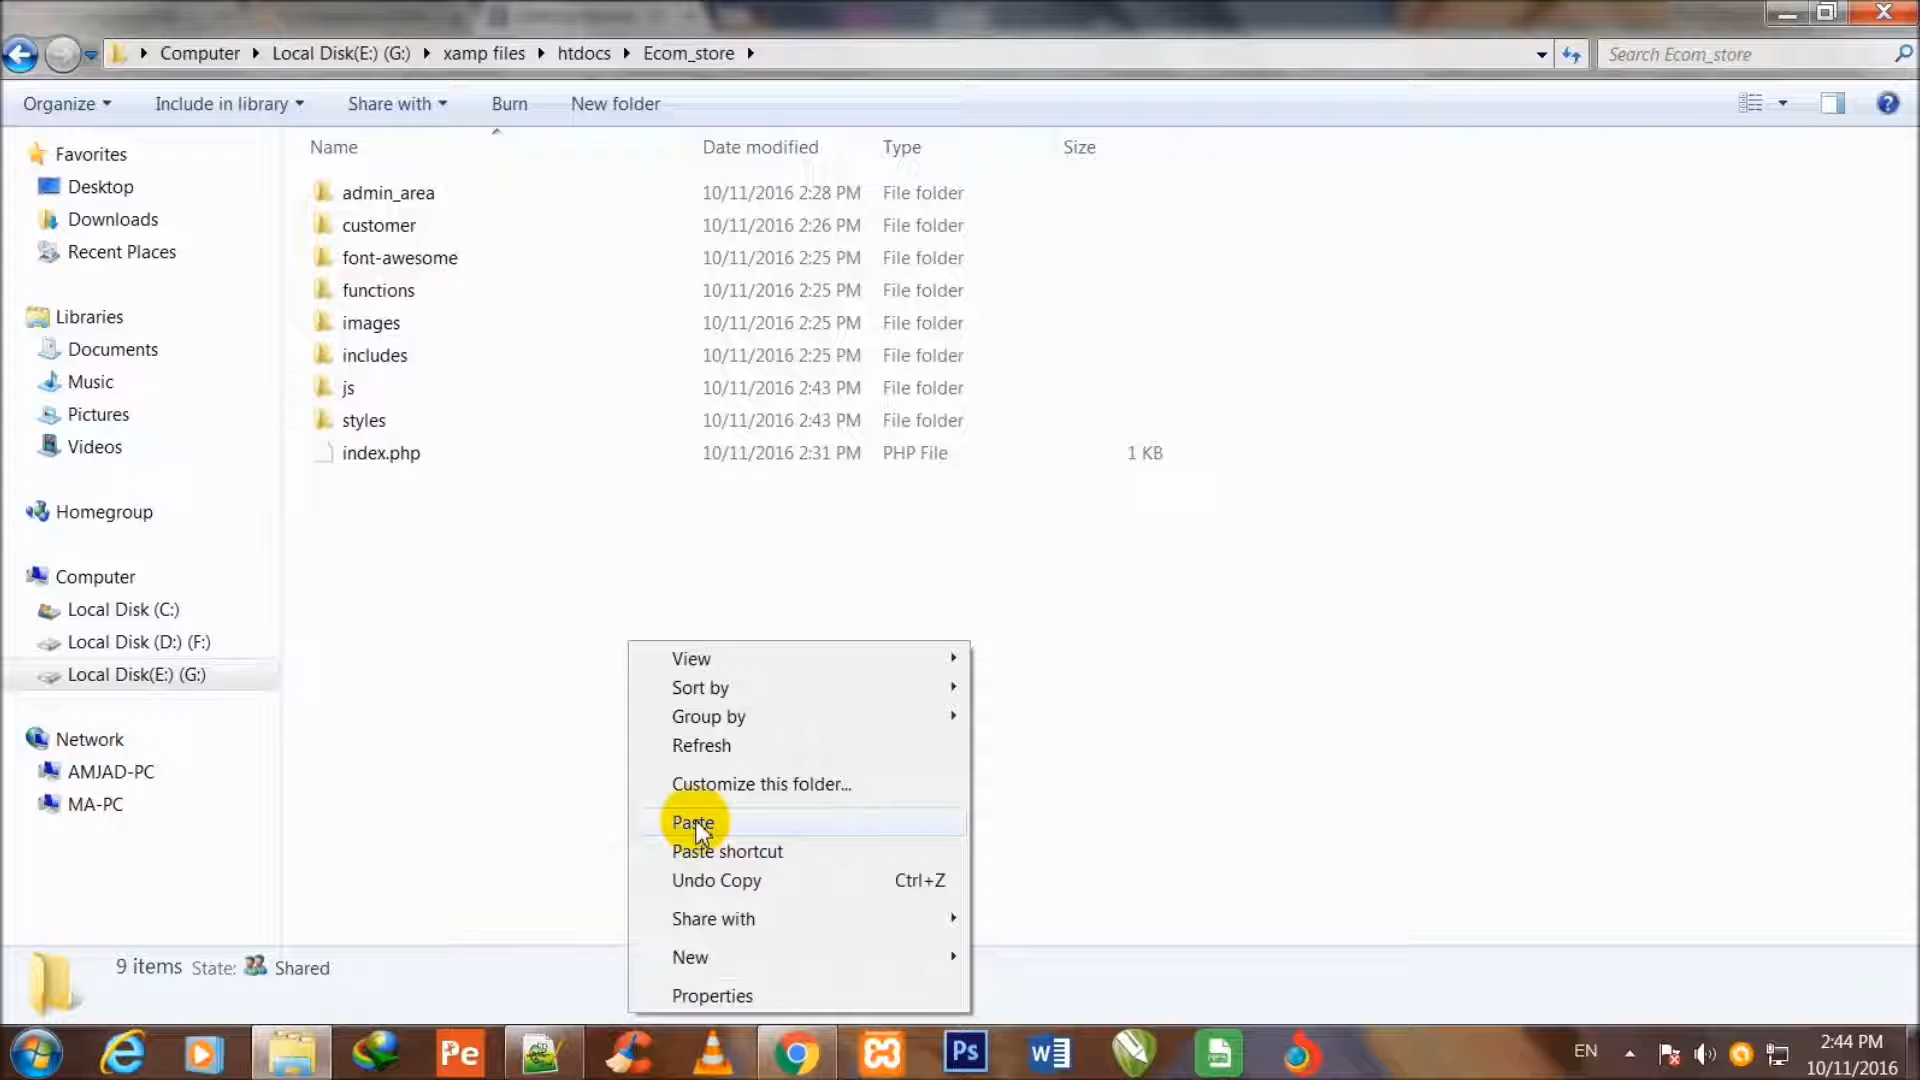 Computer Local Disk(E:) (G:) xamp files htdocs Ecom_store
Search Ecom_store
Organize Include in library Share with Burn New folder
Name Date modified Type Size
Favorites
Desktop
Downloads
Recent Places
Libraries
Documents
Music
Pictures
Videos
Homegroup
Computer
Local Disk (C:)
Local Disk (D:) (F:)
Local Disk(E:) (G:)
Network
AMJAD-PC
MA-PC
admin_area 10/11/2016 2:28 PM File folder
customer 10/11/2016 2:26 PM File folder
font-awesome 10/11/2016 2:25 PM File folder
functions 10/11/2016 2:25 PM File folder
images 10/11/2016 2:25 PM File folder
includes 10/11/2016 2:25 PM File folder
js 10/11/2016 2:43 PM File folder
styles 10/11/2016 2:43 PM File folder
index.php 10/11/2016 2:31 PM PHP File 1 KB
View
Sort by
Group by
Refresh
Customize this folder...
Paste
Paste shortcut
Undo Copy Ctrl+Z
Share with
New
Properties
9 items State: Shared
Pe
Ps
W
EN
2:44 PM
10/11/2016